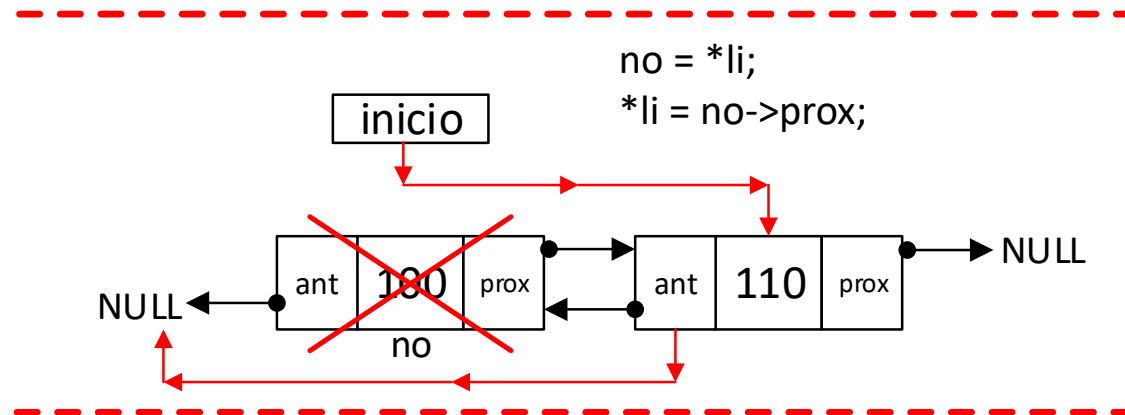 no = *li;
*li = no->prox;
inicio
ant 100 prox ant 110 prox NULL
NULL
no